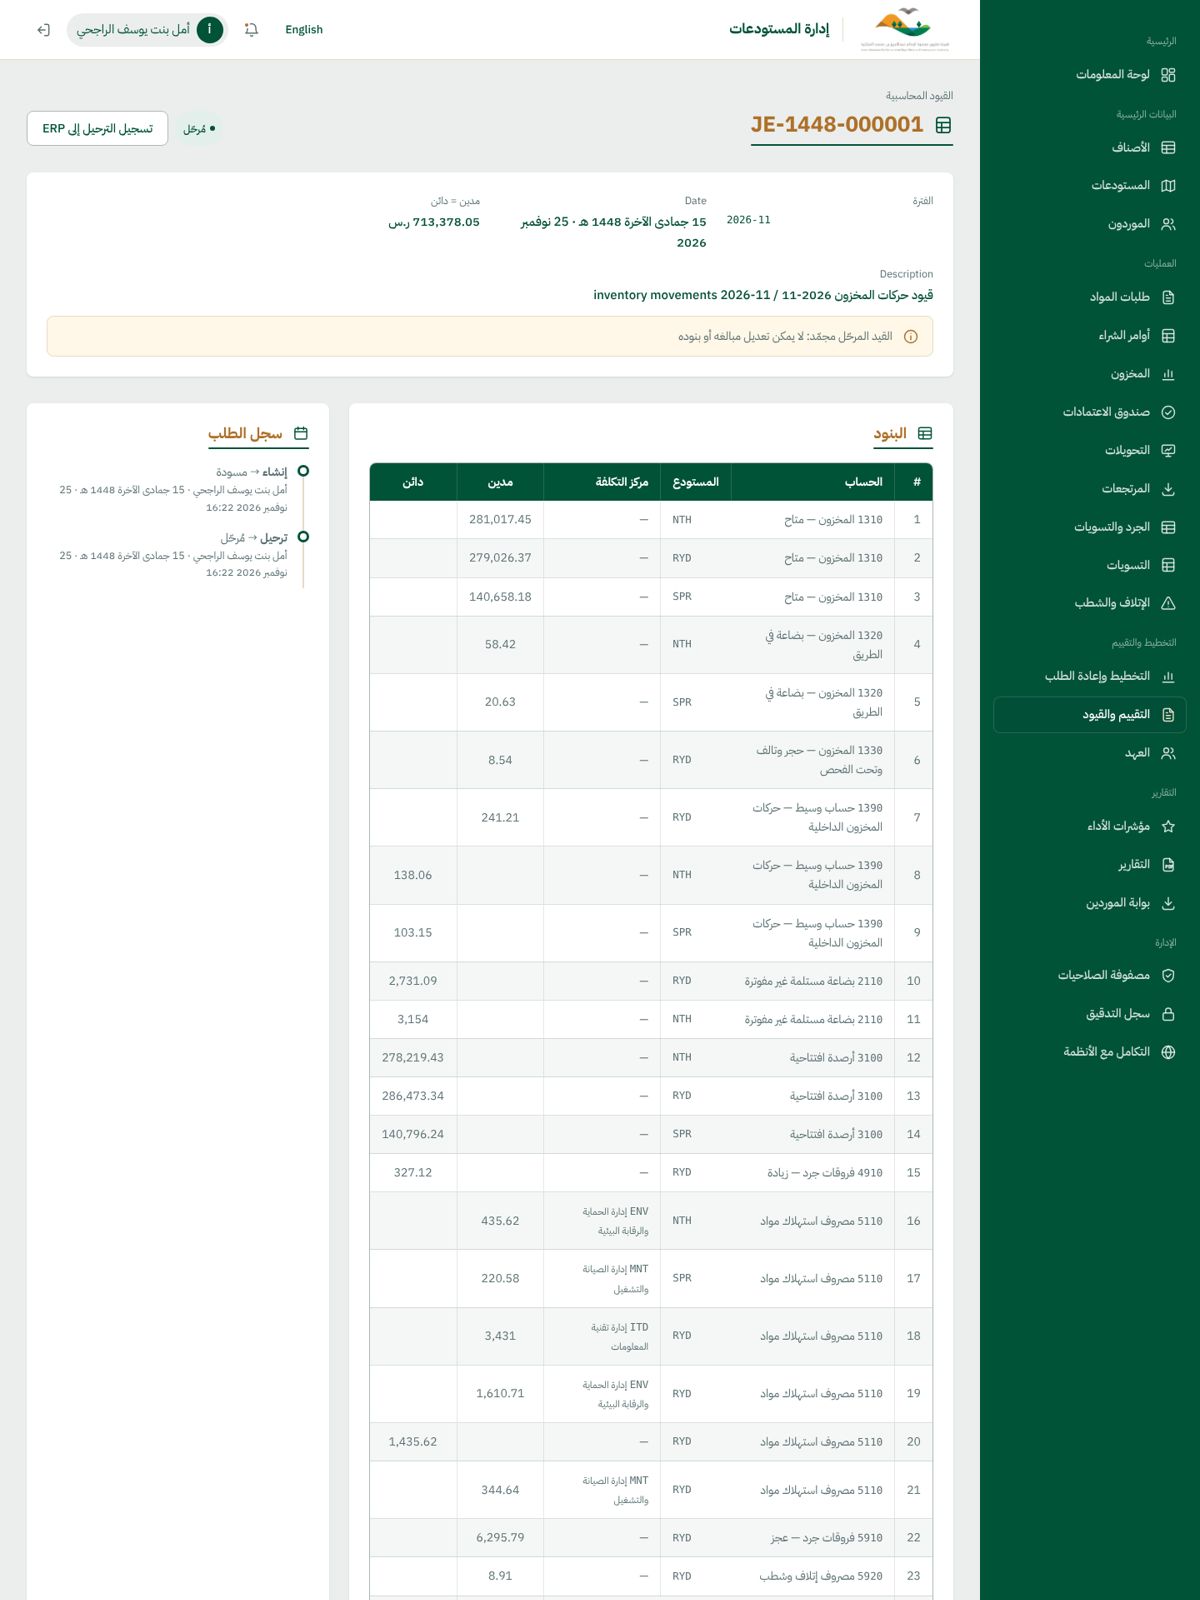 الرئيسية
لوحة المعلومات
البيانات الرئيسية
الأصناف
المستودعات
الموردون
العمليات
طلبات المواد
أوامر الشراء
المخزون
صندوق الاعتمادات
التحويلات
المرتجعات
الجرد والتسويات
التسويات
الإتلاف والشطب
التخطيط والتقييم
التخطيط وإعادة الطلب
التقييم والقيود
العهد
التقارير
مؤشرات الأداء
التقارير
بوابة الموردين
الإدارة
مصفوفة الصلاحيات
سجل التدقيق
التكامل مع الأنظمة
إدارة المستودعات
English
أ
أمل بنت يوسف الراجحي
القيود المحاسبية
JE-1448-000001
مُرحّل
تسجيل الترحيل إلى ERP
الفترة
2026-11
Date
15 جمادى الآخرة 1448 هـ · 25 نوفمبر
2026
مدين = دائن
713,378.05 ر.س
Description
قيود حركات المخزون 2026-11 / inventory movements 2026-11
القيد المرحّل مجمّد: لا يمكن تعديل مبالغه أو بنوده
البنود
# الحساب المستودع مركز التكلفة مدين دائن
1 1310 المخزون — متاح NTH — 281,017.45
2 1310 المخزون — متاح RYD — 279,026.37
3 1310 المخزون — متاح SPR — 140,658.18
4 1320 المخزون — بضاعة في الطريق NTH — 58.42
5 1320 المخزون — بضاعة في الطريق SPR — 20.63
6 1330 المخزون — حجر وتالف وتحت الفحص RYD — 8.54
7 1390 حساب وسيط — حركات المخزون الداخلية RYD — 241.21
8 1390 حساب وسيط — حركات المخزون الداخلية NTH — 138.06
9 1390 حساب وسيط — حركات المخزون الداخلية SPR — 103.15
10 2110 بضاعة مستلمة غير مفوترة RYD — 2,731.09
11 2110 بضاعة مستلمة غير مفوترة NTH — 3,154
12 3100 أرصدة افتتاحية NTH — 278,219.43
13 3100 أرصدة افتتاحية RYD — 286,473.34
14 3100 أرصدة افتتاحية SPR — 140,796.24
15 4910 فروقات جرد — زيادة RYD — 327.12
16 5110 مصروف استهلاك مواد NTH ENV إدارة الحماية والرقابة البيئية 435.62
17 5110 مصروف استهلاك مواد SPR MNT إدارة الصيانة والتشغيل 220.58
18 5110 مصروف استهلاك مواد RYD ITD إدارة تقنية المعلومات 3,431
19 5110 مصروف استهلاك مواد RYD ENV إدارة الحماية والرقابة البيئية 1,610.71
20 5110 مصروف استهلاك مواد RYD — 1,435.62
21 5110 مصروف استهلاك مواد RYD MNT إدارة الصيانة والتشغيل 344.64
22 5910 فروقات جرد — عجز RYD — 6,295.79
23 5920 مصروف إتلاف وشطب RYD — 8.91
سجل الطلب
إنشاء → مسودة
أمل بنت يوسف الراجحي · 15 جمادى الآخرة 1448 هـ · 25
نوفمبر 2026 16:22
ترحيل → مُرحّل
أمل بنت يوسف الراجحي · 15 جمادى الآخرة 1448 هـ · 25
نوفمبر 2026 16:22